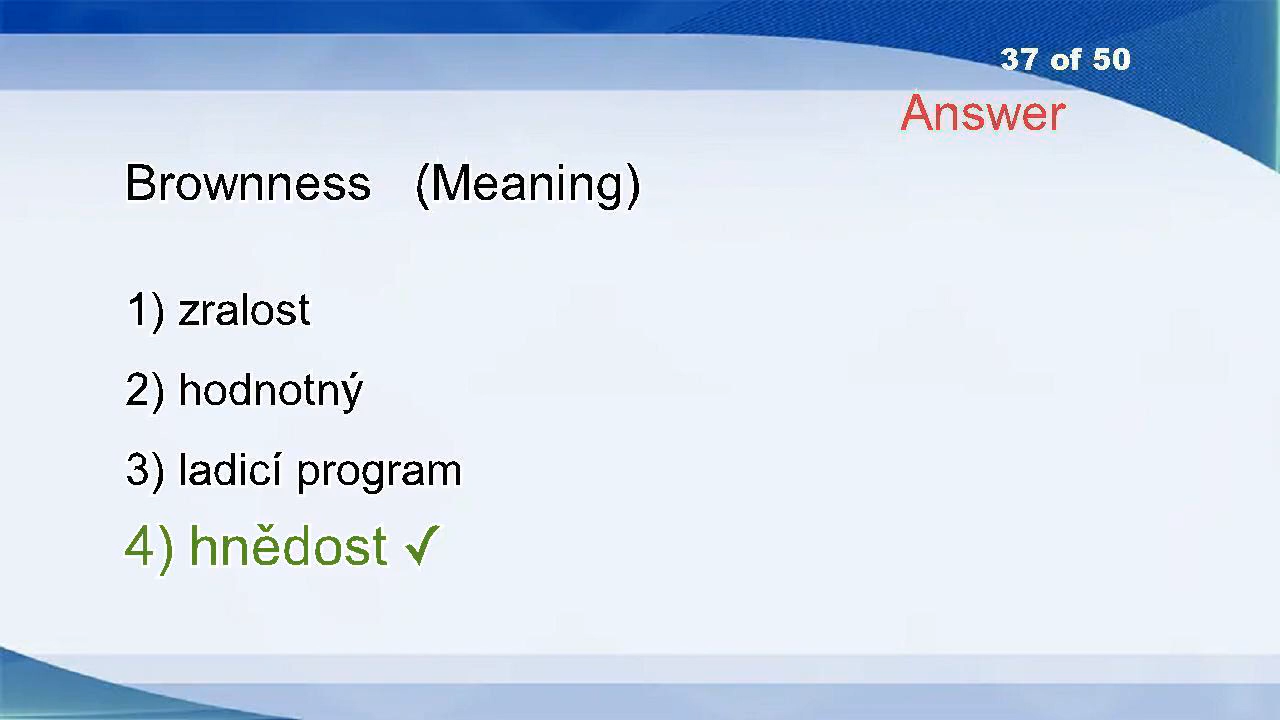 37 of 50
Answer
Brownness (Meaning)
1) zralost
2) hodnotný
3) ladicí program
4) hnědost ✓